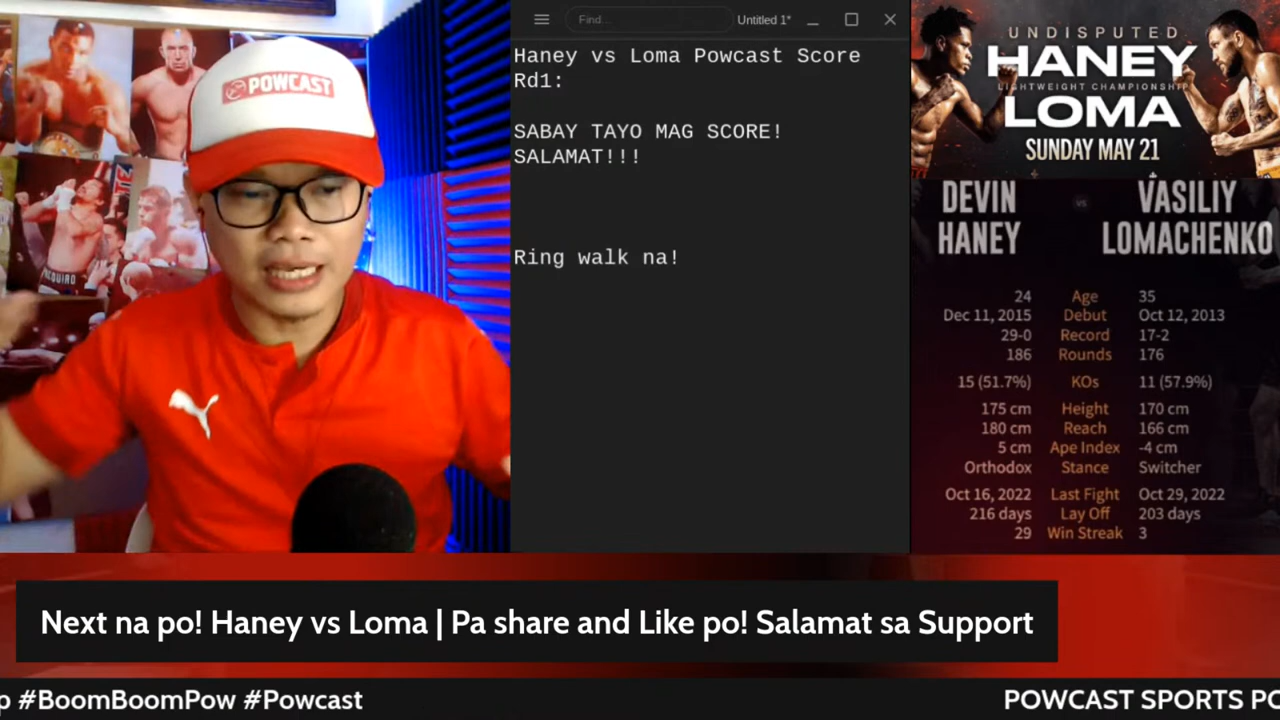 POWCAST
Find...
Untitled 1*
Haney vs Loma Powcast Score
Rd1:
SABAY TAYO MAG SCORE!
SALAMAT!!!
Ring walk na!
UNDISPUTED
HANEY
LIGHTWEIGHT CHAMPIONSHIP
LOMA
SUNDAY MAY 21
DEVIN HANEY
vs
VASILIY LOMACHENKO
24 Age 35
Dec 11, 2015 Debut Oct 12, 2013
29-0 Record 17-2
186 Rounds 176
15 (51.7%) KOs 11 (57.9%)
175 cm Height 170 cm
180 cm Reach 166 cm
5 cm Ape Index -4 cm
Orthodox Stance Switcher
Oct 16, 2022 Last Fight Oct 29, 2022
216 days Lay Off 203 days
29 Win Streak 3
Next na po! Haney vs Loma | Pa share and Like po! Salamat sa Support
p #BoomBoomPow #Powcast
POWCAST SPORTS PO